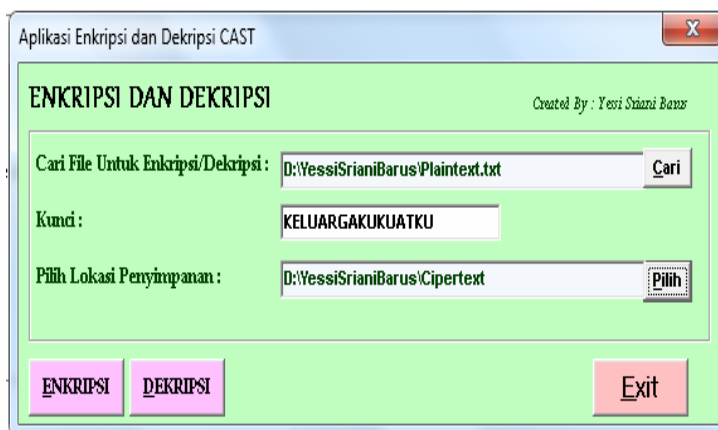 Aplikasi Enkripsi dan Dekripsi CAST
X
ENKRIPSI DAN DEKRIPSI
Created By : Yessi Sriani Barus
Cari File Untuk Enkripsi/Dekripsi : D:\YessiSrianiBarus\Plaintext.txt Cari
Kunci : KELUARGAKUKUATKU
Pilih Lokasi Penyimpanan : D:\YessiSrianiBarus\Cipertext Pilih
ENKRIPSI DEKRIPSI Exit